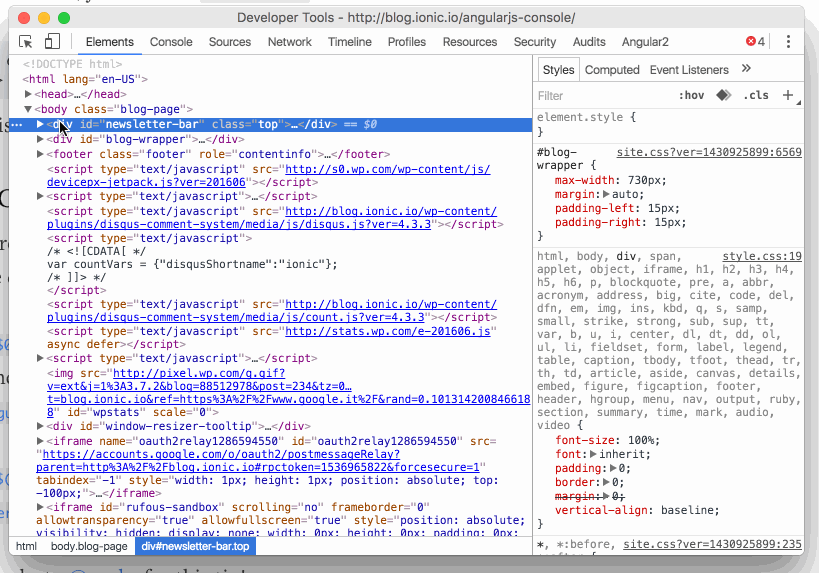 Developer Tools - http://blog.ionic.io/angularjs-console/
Elements Console Sources Network Timeline Profiles Resources Security Audits Angular2 4
<!DOCTYPE html>
<html lang="en-US">
<head>…</head>
<body class="blog-page">
<div id="newsletter-bar" class="top">…</div> == $0
<div id="blog-wrapper">…</div>
<footer class="footer" role="contentinfo">…</footer>
<script type="text/javascript" src="http://s0.wp.com/wp-content/js/
devicepx-jetpack.js?ver=201606"></script>
<script type="text/javascript">…</script>
<script type="text/javascript" src="http://blog.ionic.io/wp-content/
plugins/disqus-comment-system/media/js/disqus.js?ver=4.3.3"></script>
<script type="text/javascript">
/* <![CDATA[ */
var countVars = {"disqusShortname":"ionic"};
/* ]]> */
</script>
<script type="text/javascript" src="http://blog.ionic.io/wp-content/
plugins/disqus-comment-system/media/js/count.js?ver=4.3.3"></script>
<script type="text/javascript" src="http://stats.wp.com/e-201606.js"
async defer></script>
<script type="text/javascript">…</script>
<img src="http://pixel.wp.com/g.gif?
v=ext&j=1%3A3.7.2&blog=88512978&post=234&tz=0…
t=blog.ionic.io&ref=https%3A%2F%2Fwww.google.it%2F&rand=0.101314200846618
8" id="wpstats" scale="0">
<div id="window-resizer-tooltip">…</div>
<iframe name="oauth2relay1286594550" id="oauth2relay1286594550" src=
"https://accounts.google.com/o/oauth2/postmessageRelay?
parent=http%3A%2F%2Fblog.ionic.io#rpctoken=1536965822&forcesecure=1"
tabindex="-1" style="width: 1px; height: 1px; position: absolute; top:
-100px;">…</iframe>
<iframe id="rufous-sandbox" scrolling="no" frameborder="0"
allowtransparency="true" allowfullscreen="true" style="position: absolute;
visibility: hidden; display: none; width: 0px; height: 0px; padding: 0px;
html body.blog-page div#newsletter-bar.top
Styles Computed Event Listeners »
Filter :hov .cls +
element.style {
}
#blog- site.css?ver=1430925899:6569
wrapper {
max-width: 730px;
margin: auto;
padding-left: 15px;
padding-right: 15px;
}
html, body, div, span, style.css:19
applet, object, iframe, h1, h2, h3, h4,
h5, h6, p, blockquote, pre, a, abbr,
acronym, address, big, cite, code, del,
dfn, em, img, ins, kbd, q, s, samp,
small, strike, strong, sub, sup, tt,
var, b, u, i, center, dl, dt, dd, ol,
ul, li, fieldset, form, label, legend,
table, caption, tbody, tfoot, thead, tr,
th, td, article, aside, canvas, details,
embed, figure, figcaption, footer,
header, hgroup, menu, nav, output, ruby,
section, summary, time, mark, audio,
video {
font-size: 100%;
font: inherit;
padding: 0;
border: 0;
margin: 0;
vertical-align: baseline;
}
*, *:before, site.css?ver=1430925899:235